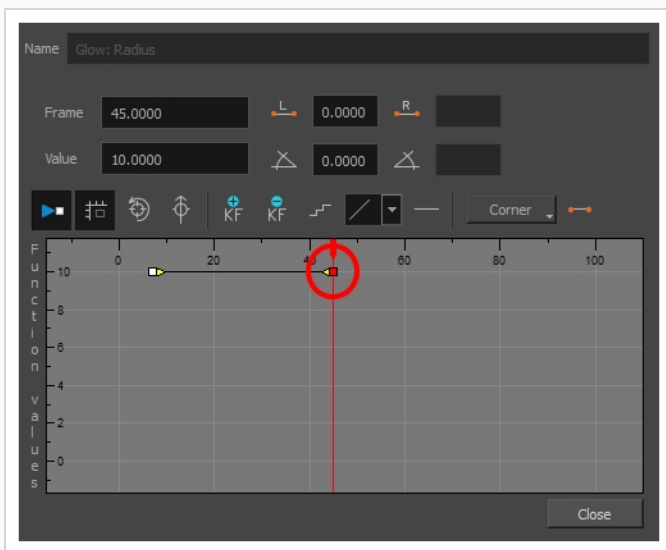 Name Glow: Radius
Frame 45.0000 L 0.0000 R
Value 10.0000 0.0000
KF KF Corner
Function values
0 20 40 60 80 100
10
8
6
4
2
0
Close